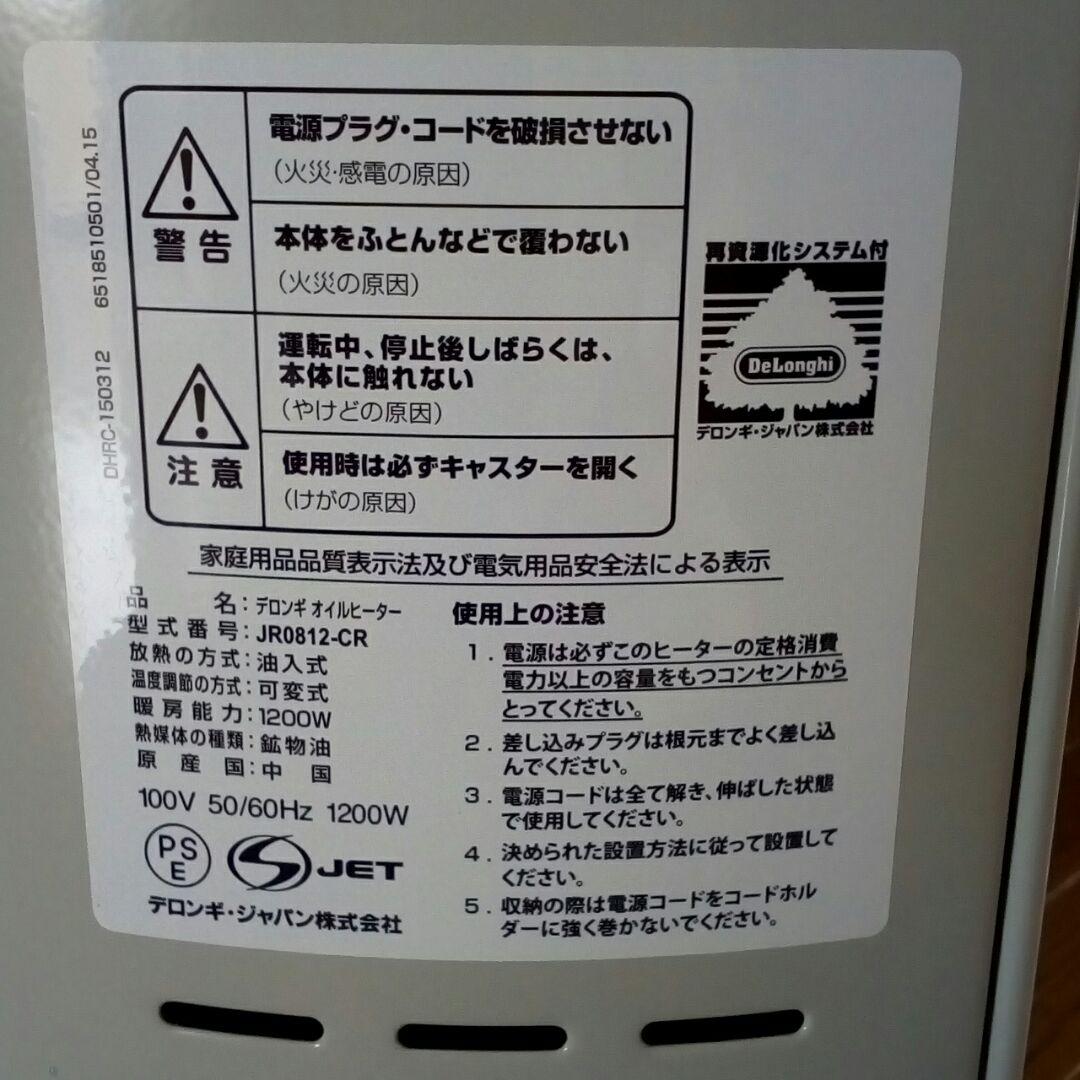 電源プラグ・コードを破損させない
(火災・感電の原因)
警告
本体をふとんなどで覆わない
(火災の原因)
運転中、停止後しばらくは、
本体に触れない
(やけどの原因)
注意
使用時は必ずキャスターを開く
(けがの原因)
DHRC-150312 6518510501/04.15
再資源化システム付
DeLonghi
デロンギ・ジャパン株式会社
家庭用品品質表示法及び電気用品安全法による表示
品名：デロンギ オイルヒーター
型式番号：JR0812-CR
放熱の方式：油入式
温度調節の方式：可変式
暖房能力：1200W
熱媒体の種類：鉱物油
原産国：中国
100V 50/60Hz 1200W
PSE
JET
デロンギ・ジャパン株式会社
使用上の注意
1. 電源は必ずこのヒーターの定格消費
電力以上の容量をもつコンセントから
とってください。
2. 差し込みプラグは根元までよく差し込
んでください。
3. 電源コードは全て解き、伸ばした状態
で使用してください。
4. 決められた設置方法に従って設置して
ください。
5. 収納の際は電源コードをコードホル
ダーに強く巻かないでください。